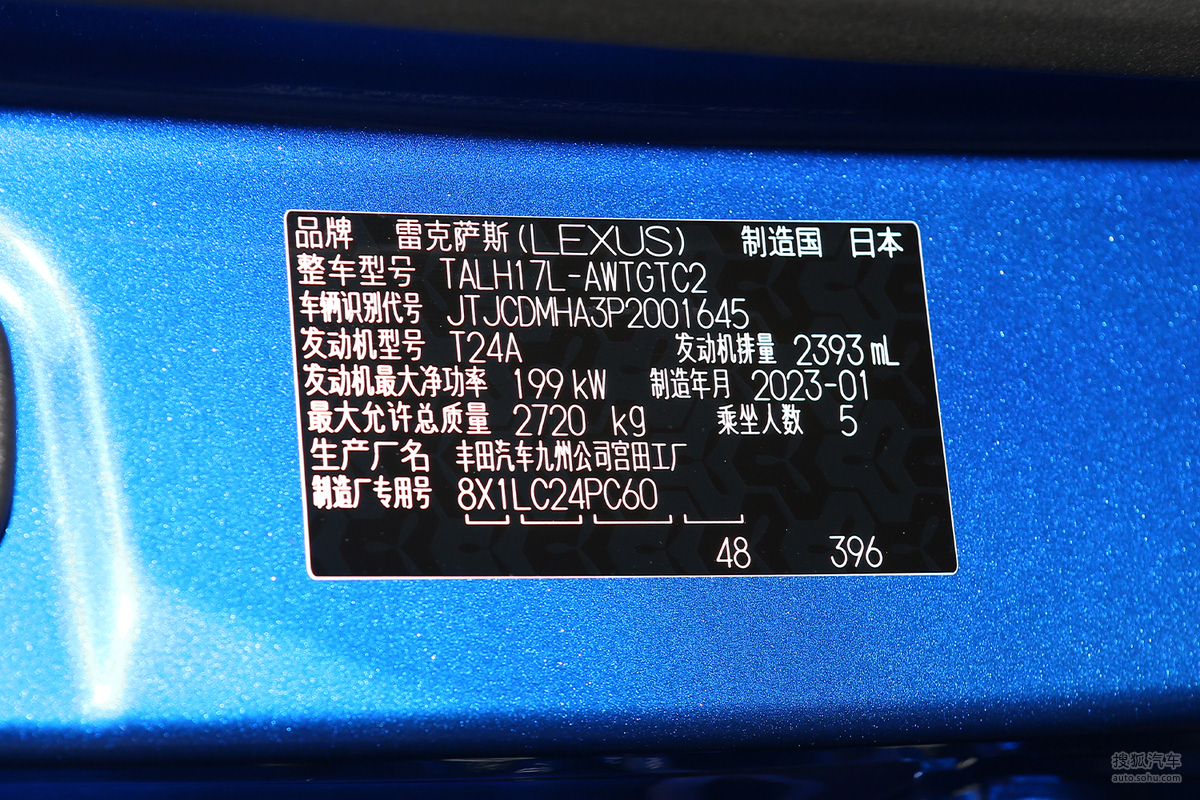 品牌 雷克萨斯(LEXUS) 制造国 日本
整车型号 TALH17L-AWTGTC2
车辆识别代号 JTJCDMHA3P2001645
发动机型号 T24A 发动机排量 2393 mL
发动机最大净功率 199 kW 制造年月 2023-01
最大允许总质量 2720 kg 乘坐人数 5
生产厂名 丰田汽车九州公司宫田工厂
制造厂专用号 8X1LC24PC60
48 396
搜狐汽车
auto.sohu.com